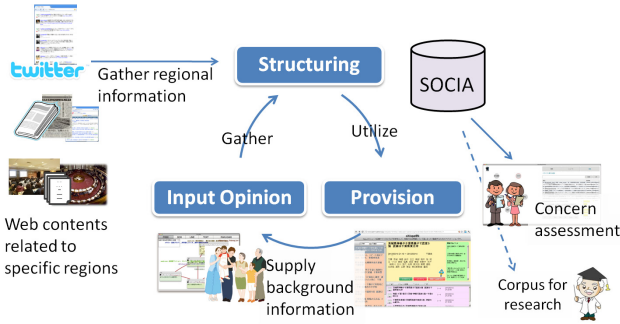 twitter
Gather regional
information
Structuring
SOCIA
Gather
Utilize
Input Opinion
Provision
Web contents
related to
specific regions
Supply
background
information
Concern
assessment
Corpus for
research